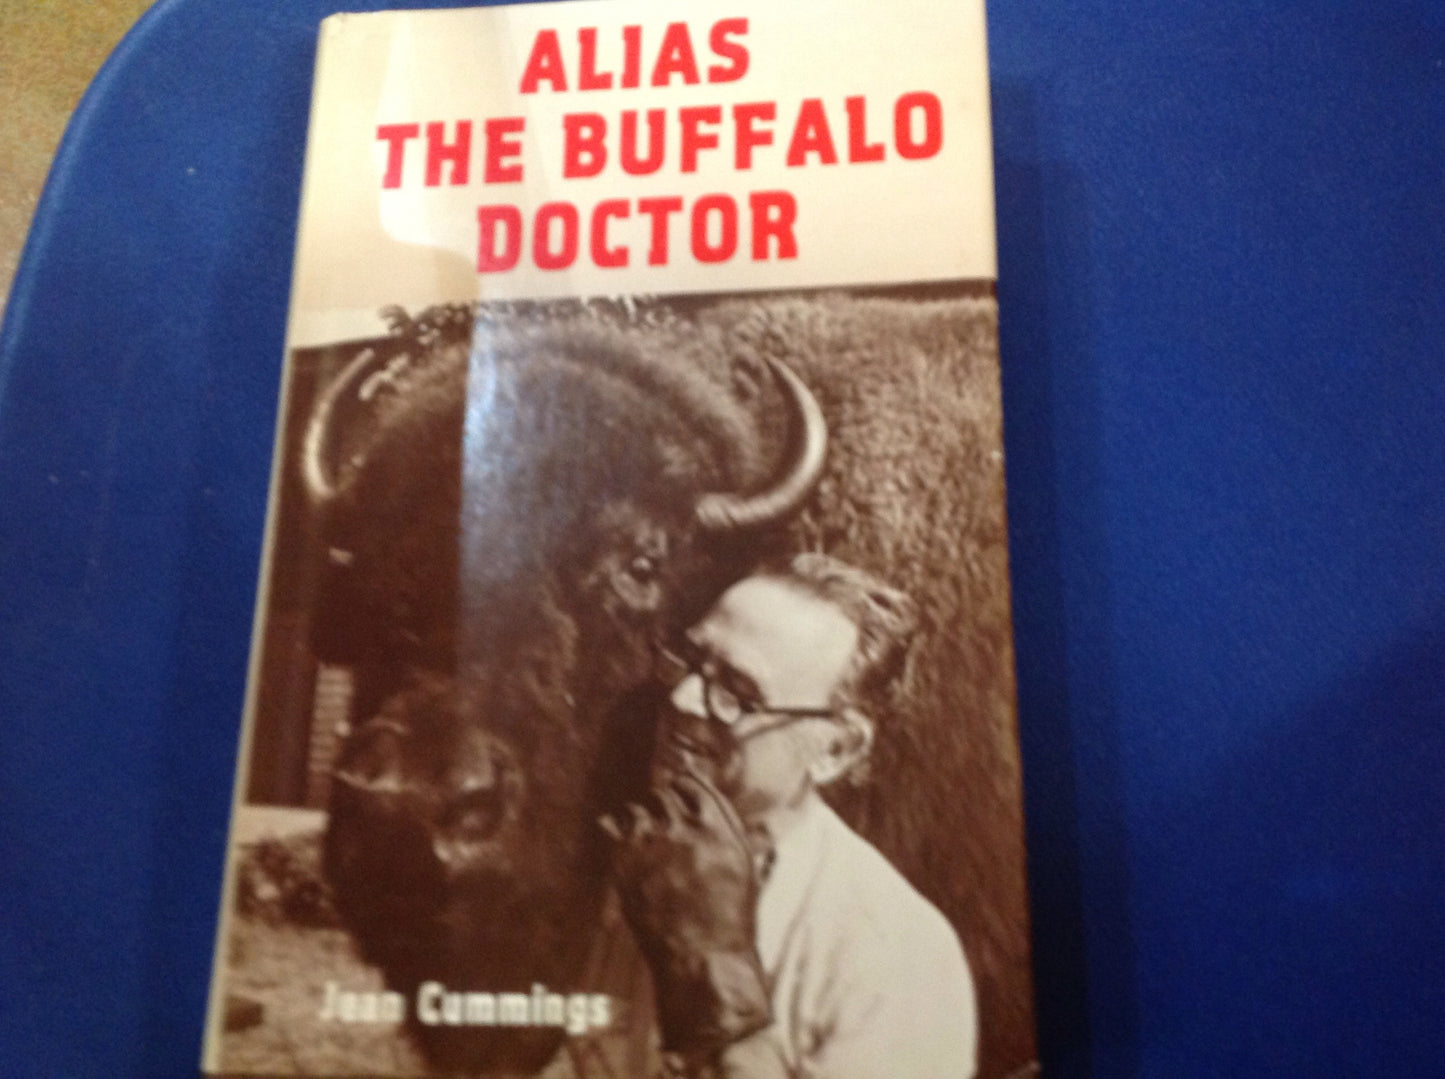 ALIAS
THE BUFFALO
DOCTOR
Jean Cummings